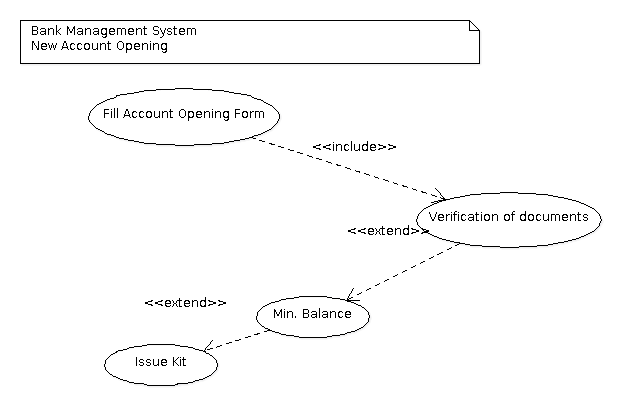 Bank Management System
New Account Opening
Fill Account Opening Form
<<include>>
Verification of documents
<<extend>>
<<extend>>
Min. Balance
Issue Kit